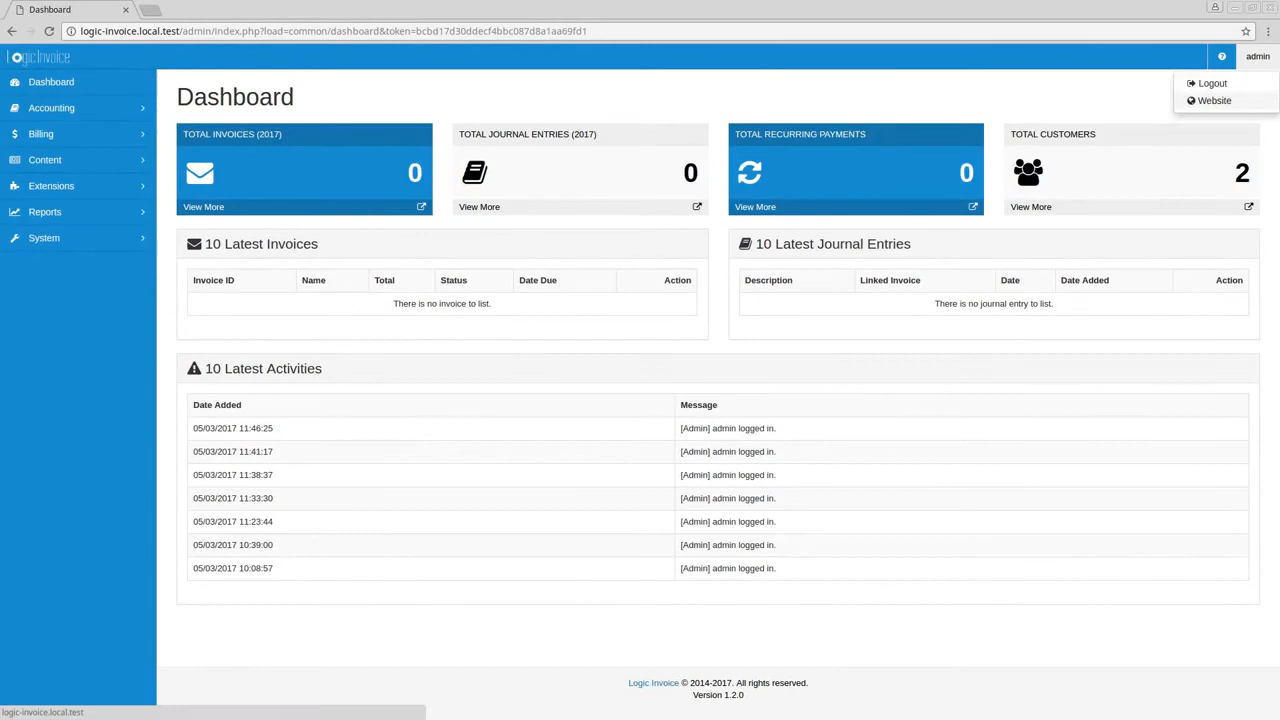 Dashboard
logic-invoice.local.test/admin/index.php?load=common/dashboard&token=bcbd17d30ddecf4bbc087d8a1aa69fd1
LogicInvoice
admin
Logout
Website
Dashboard
Accounting
Billing
Content
Extensions
Reports
System
Dashboard
TOTAL INVOICES (2017)
0
View More
TOTAL JOURNAL ENTRIES (2017)
0
View More
TOTAL RECURRING PAYMENTS
0
View More
TOTAL CUSTOMERS
2
View More
10 Latest Invoices
Invoice ID Name Total Status Date Due Action
There is no invoice to list.
10 Latest Journal Entries
Description Linked Invoice Date Date Added Action
There is no journal entry to list.
10 Latest Activities
Date Added Message
05/03/2017 11:46:25 [Admin] admin logged in.
05/03/2017 11:41:17 [Admin] admin logged in.
05/03/2017 11:38:37 [Admin] admin logged in.
05/03/2017 11:33:30 [Admin] admin logged in.
05/03/2017 11:23:44 [Admin] admin logged in.
05/03/2017 10:39:00 [Admin] admin logged in.
05/03/2017 10:08:57 [Admin] admin logged in.
Logic Invoice © 2014-2017. All rights reserved.
Version 1.2.0
logic-invoice.local.test